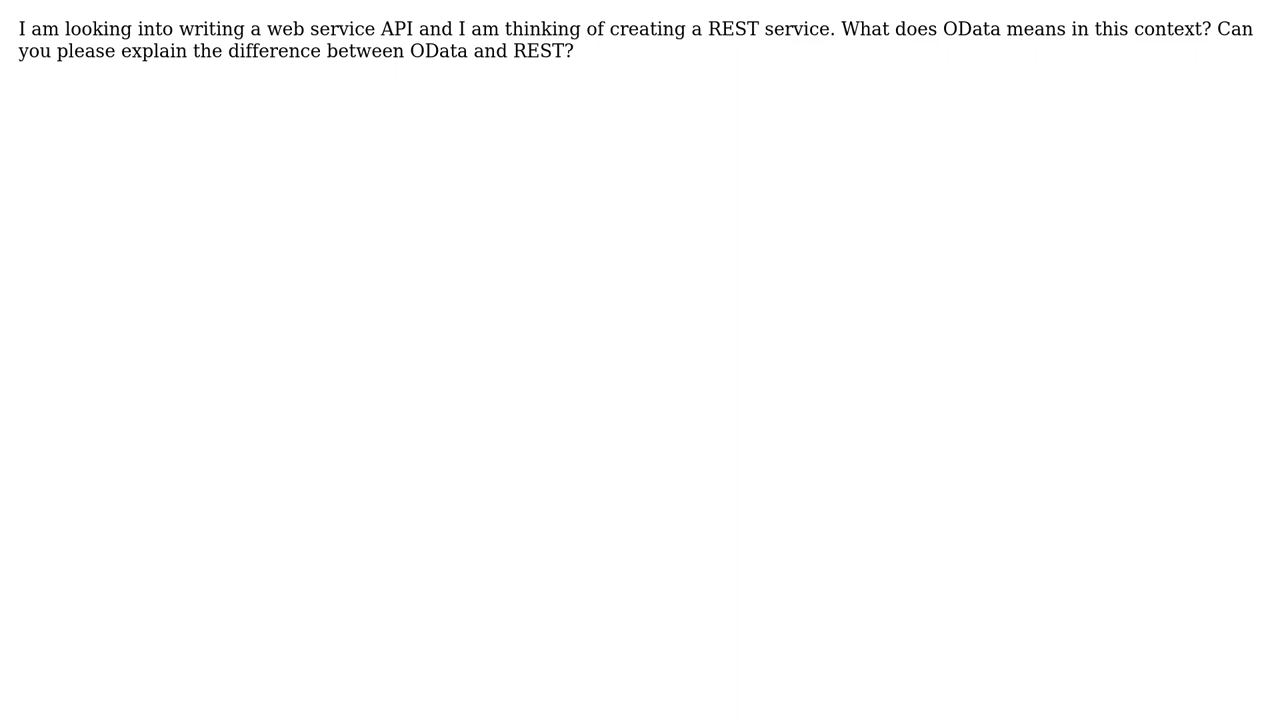 I am looking into writing a web service API and I am thinking of creating a REST service. What does OData means in this context? Can
you please explain the difference between OData and REST?